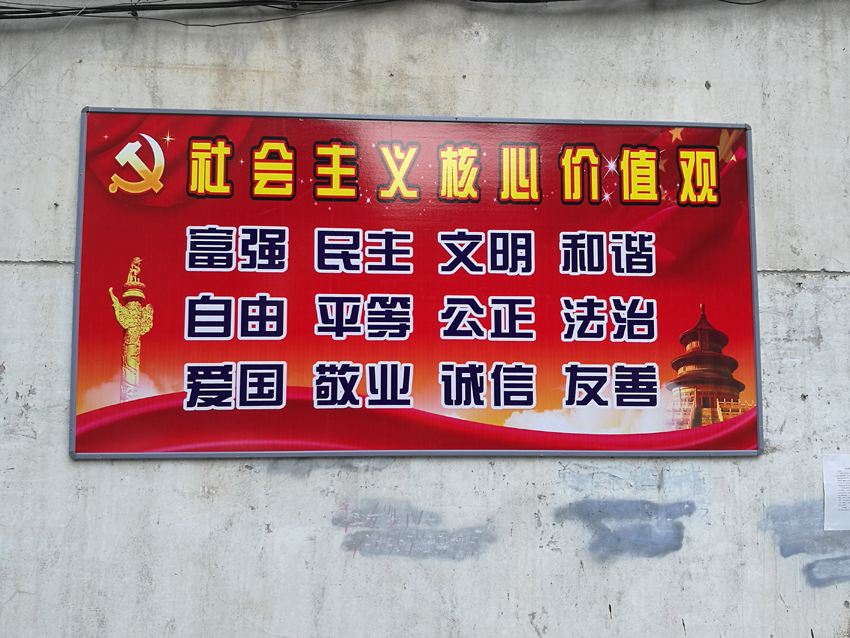 社会主义核心价值观
富强 民主 文明 和谐
自由 平等 公正 法治
爱国 敬业 诚信 友善